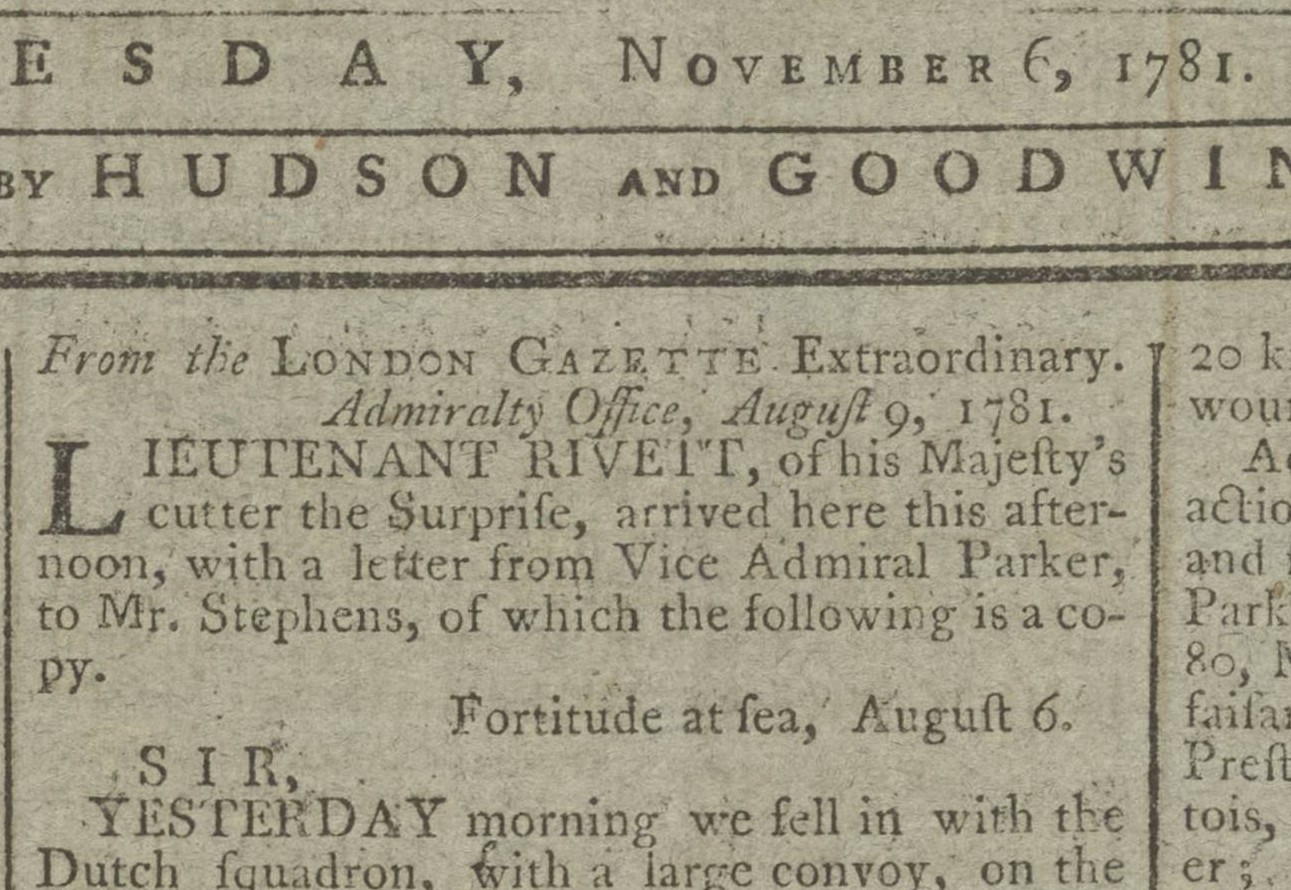 ESDAY, NOVEMBER 6, 1781.
BY HUDSON AND GOODWIN
From the LONDON GAZETTE Extraordinary.
Admiralty Office, Auguſt 9, 1781.
LIEUTENANT RIVETT, of his Majeſty's
cutter the Surpriſe, arrived here this after-
noon, with a letter from Vice Admiral Parker,
to Mr. Stephens, of which the following is a co-
py.
Fortitude at ſea, Auguſt 6.
SIR,
YESTERDAY morning we fell in with the
Dutch ſquadron, with a large convoy, on the
20 k
wou
A
actio
and
Park
80,
faiſa
Preſt
tois,
er;